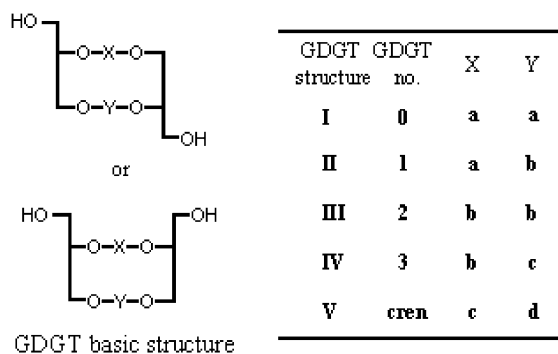 HO
O-X-O
O-Y-O
OH
or
HO
OH
O-X-O
O-Y-O
GDGT basic structure
GDGT structure GDGT no. X Y
I 0 a a
II 1 a b
III 2 b b
IV 3 b c
V cren c d